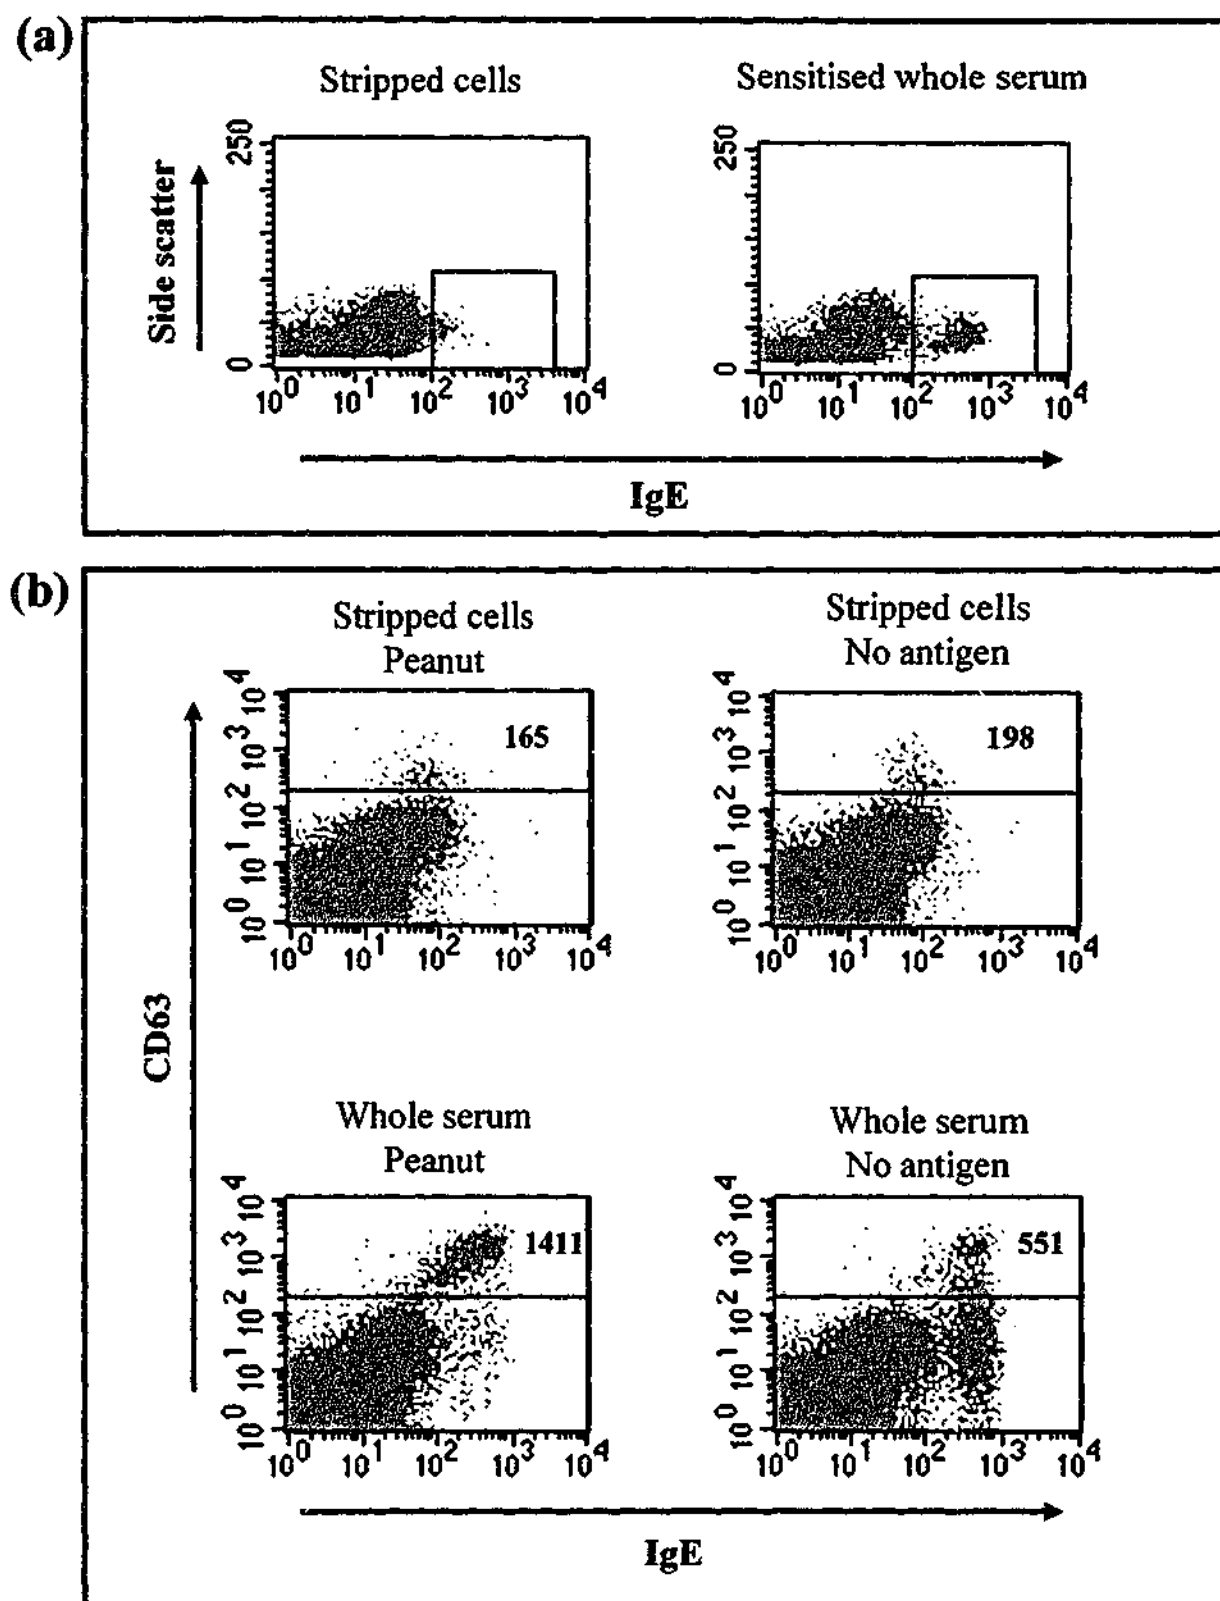 (a)
Stripped cells
Sensitised whole serum
Side scatter
250
0
10^0 10^1 10^2 10^3 10^4
250
0
10^0 10^1 10^2 10^3 10^4
IgE
(b)
Stripped cells
Peanut
Stripped cells
No antigen
CD63
165
10^4
10^3
10^2
10^1
10^0
10^0 10^1 10^2 10^3 10^4
198
10^4
10^3
10^2
10^1
10^0
10^0 10^1 10^2 10^3 10^4
Whole serum
Peanut
Whole serum
No antigen
1411
10^4
10^3
10^2
10^1
10^0
10^0 10^1 10^2 10^3 10^4
551
10^4
10^3
10^2
10^1
10^0
10^0 10^1 10^2 10^3 10^4
IgE